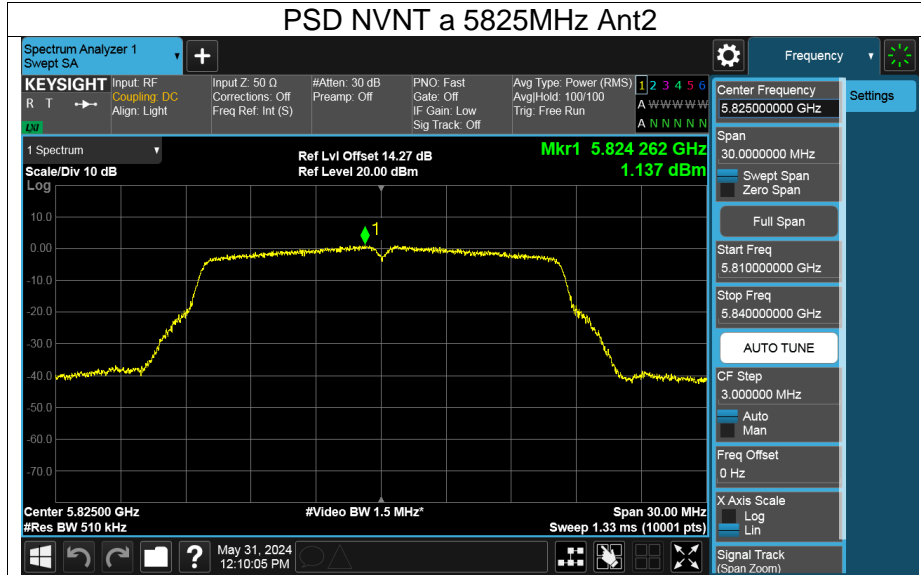 PSD NVNT a 5825MHz Ant2
Spectrum Analyzer 1
Swept SA
Frequency
KEYSIGHT
R T
LXI
Input: RF
Coupling: DC
Align: Light
Input Z: 50 Ω
Corrections: Off
Freq Ref: Int (S)
#Atten: 30 dB
Preamp: Off
PNO: Fast
Gate: Off
IF Gain: Low
Sig Track: Off
Avg Type: Power (RMS)
Avg|Hold: 100/100
Trig: Free Run
1 2 3 4 5 6
A W W W W W
A N N N N N
1 Spectrum
Scale/Div 10 dB
Log
Ref Lvl Offset 14.27 dB
Ref Level 20.00 dBm
Mkr1 5.824 262 GHz
1.137 dBm
1
10.0
0.00
-10.0
-20.0
-30.0
-40.0
-50.0
-60.0
-70.0
Center 5.82500 GHz
#Res BW 510 kHz
#Video BW 1.5 MHz*
Span 30.00 MHz
Sweep 1.33 ms (10001 pts)
May 31, 2024
12:10:05 PM
Center Frequency
5.825000000 GHz
Settings
Span
30.0000000 MHz
Swept Span
Zero Span
Full Span
Start Freq
5.810000000 GHz
Stop Freq
5.840000000 GHz
AUTO TUNE
CF Step
3.000000 MHz
Auto
Man
Freq Offset
0 Hz
X Axis Scale
Log
Lin
Signal Track
(Span Zoom)